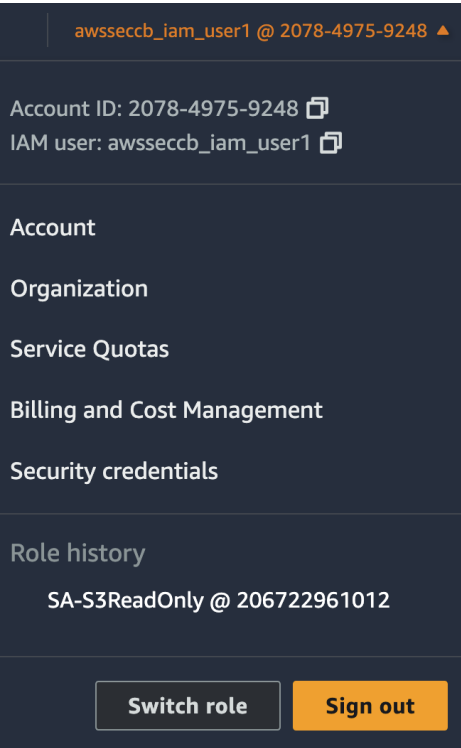 awsseccb_iam_user1 @ 2078-4975-9248
Account ID: 2078-4975-9248
IAM user: awsseccb_iam_user1
Account
Organization
Service Quotas
Billing and Cost Management
Security credentials
Role history
SA-S3ReadOnly @ 206722961012
Switch role
Sign out